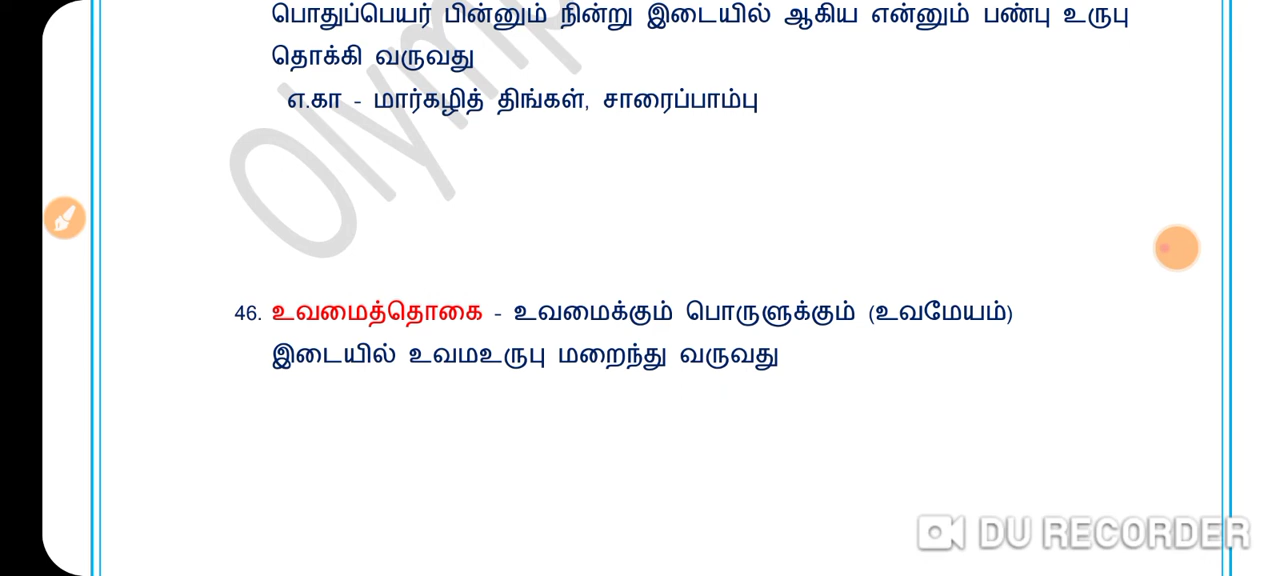 பொதுப்பெயர் பின்னும் நின்று இடையில் ஆகிய என்னும் பண்பு உருபு
தொக்கி வருவது
எ.கா - மார்கழித் திங்கள், சாரைப்பாம்பு
Olymp
46. உவமைத்தொகை - உவமைக்கும் பொருளுக்கும் (உவமேயம்)
இடையில் உவமஉருபு மறைந்து வருவது
DU RECORDER